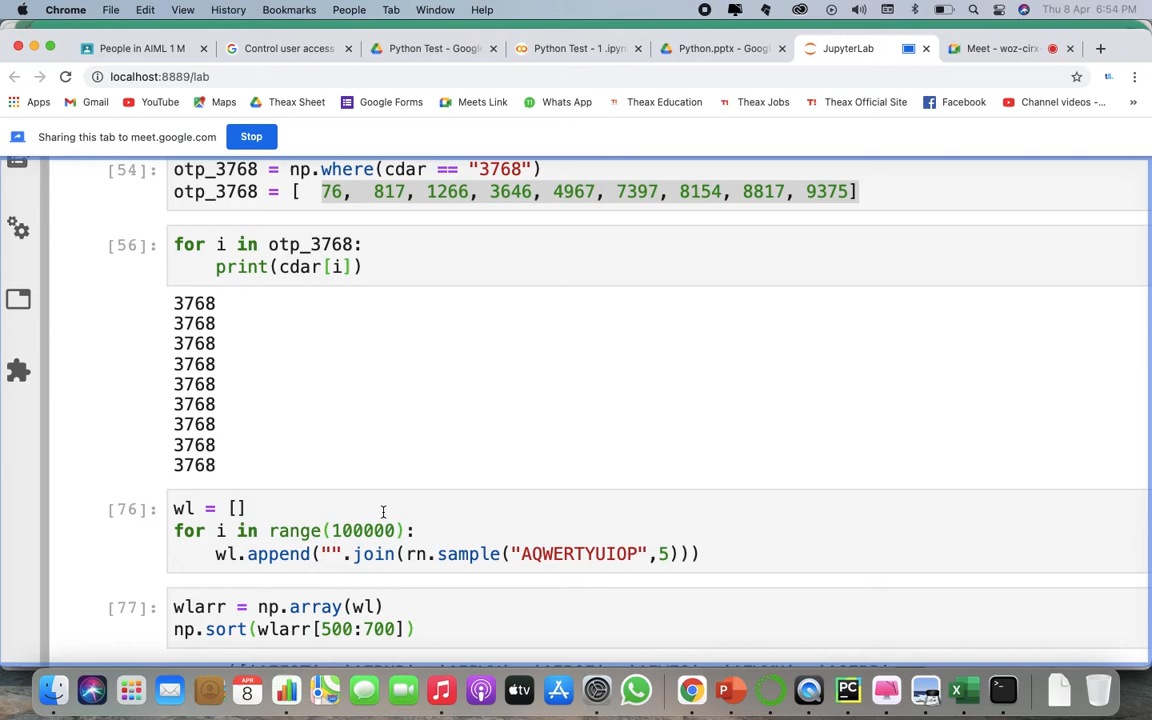 Chrome File Edit View History Bookmarks People Tab Window Help Thu 8 Apr 6:54 PM
People in AIML 1 M Control user access Python Test - Google Python Test - 1 .ipyn Python.pptx - Google JupyterLab Meet - woz-cirx
localhost:8889/lab
Apps Gmail YouTube Maps Theax Sheet Google Forms Meets Link Whats App Theax Education Theax Jobs Theax Official Site Facebook Channel videos -... »
Sharing this tab to meet.google.com Stop
[54]: otp_3768 = np.where(cdar == "3768")
otp_3768 = [ 76, 817, 1266, 3646, 4967, 7397, 8154, 8817, 9375]
[56]: for i in otp_3768:
print(cdar[i])
3768
3768
3768
3768
3768
3768
3768
3768
3768
[76]: wl = []
for i in range(100000):
wl.append("".join(rn.sample("AQWERTYUIOP",5)))
[77]: wlarr = np.array(wl)
np.sort(wlarr[500:700])
APR
8
tv
P
PC
X